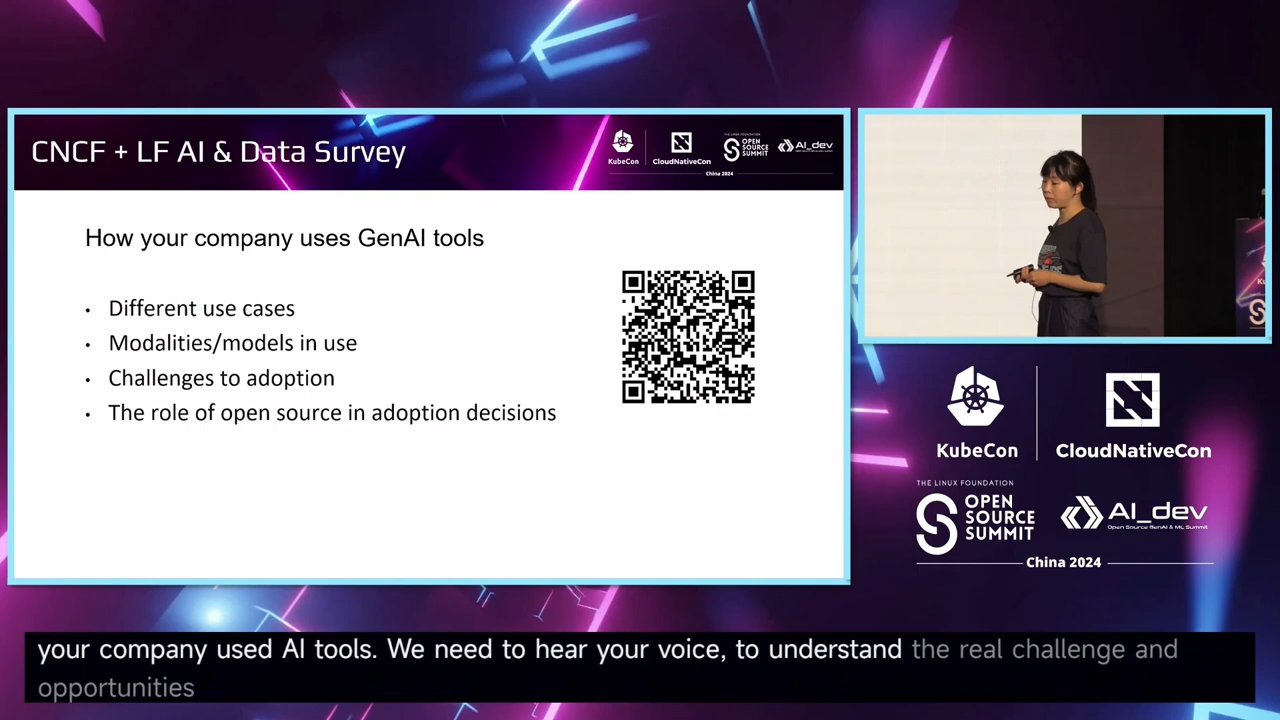 CNCF + LF AI & Data Survey
KubeCon
CloudNativeCon
THE LINUX FOUNDATION
OPEN
SOURCE
SUMMIT
AI_dev
China 2024
How your company uses GenAI tools
• Different use cases
• Modalities/models in use
• Challenges to adoption
• The role of open source in adoption decisions
KubeCon
CloudNativeCon
THE LINUX FOUNDATION
OPEN
SOURCE
SUMMIT
AI_dev
Open Source GenAI & ML Summit
China 2024
your company used AI tools. We need to hear your voice, to understand the real challenge and
opportunities